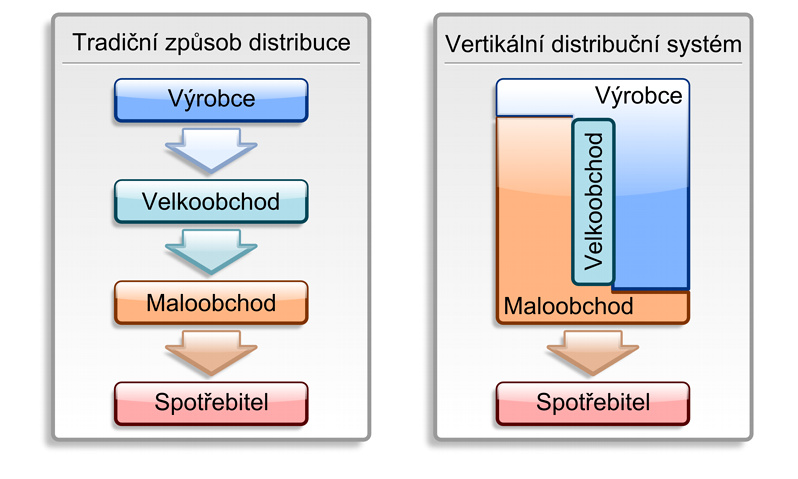 Tradiční způsob distribuce
Výrobce
Velkoobchod
Maloobchod
Spotřebitel
Vertikální distribuční systém
Výrobce
Velkoobchod
Maloobchod
Spotřebitel